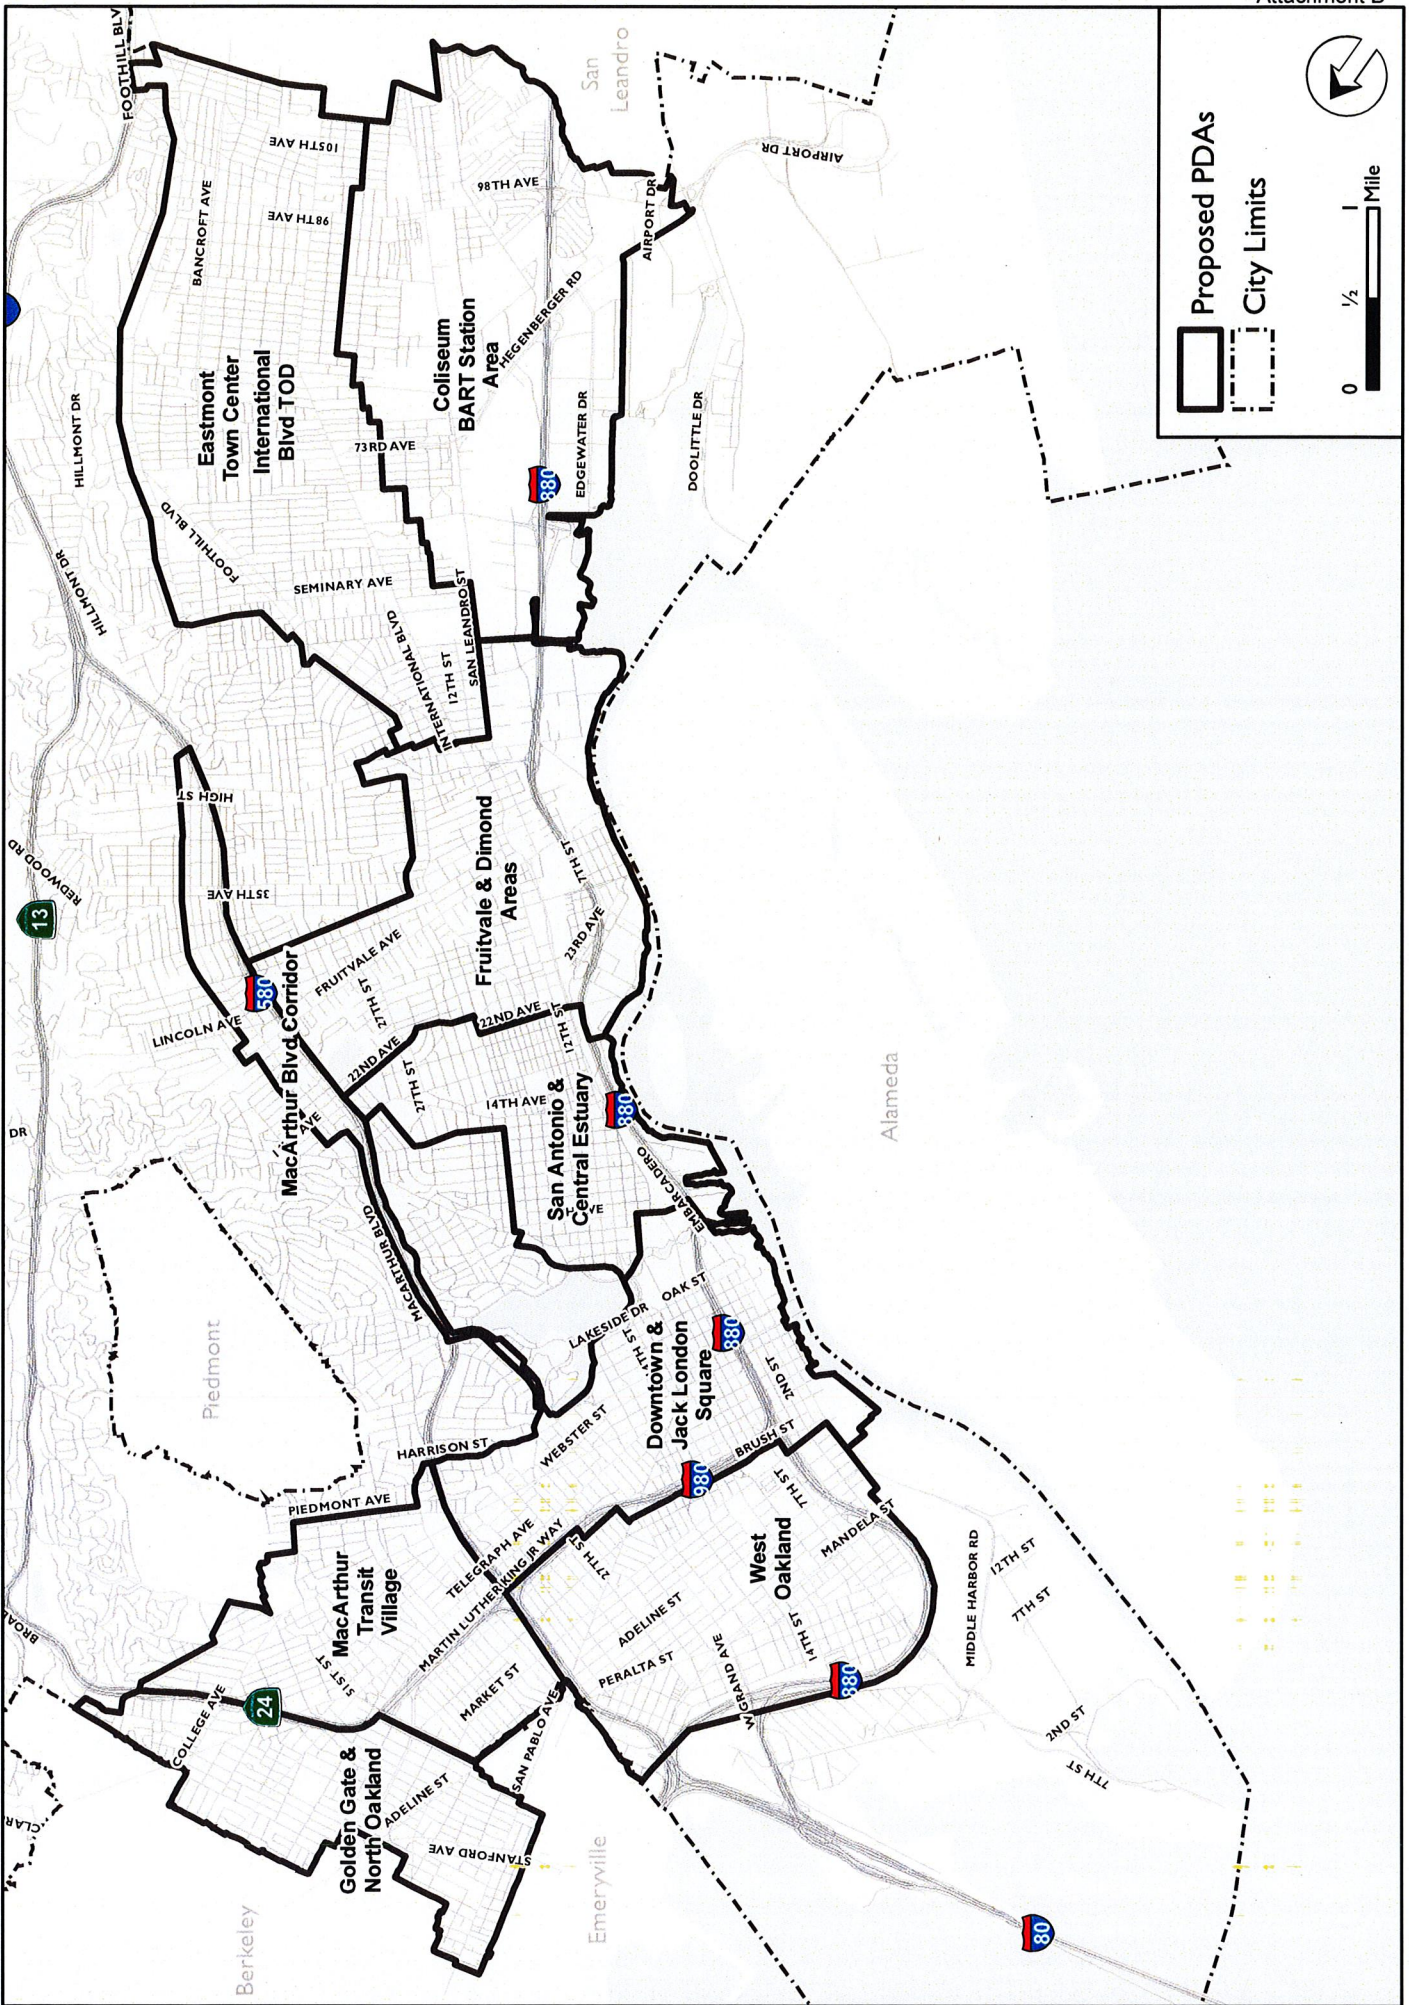 Attachment B
FOOTHILL BLV
San
Leandro
105TH AVE
98TH AVE
BANCROFT AVE
98TH AVE
AIRPORT DR
AIRPORT DR
HEGENBERGER RD
Eastmont
Town Center
International
Blvd TOD
Coliseum
BART Station
Area
HILLMONT DR
73RD AVE
EDGEWATER DR
DOOLITTLE DR
880
FOOTHILL BLVD
HILLMONT DR
SEMINARY AVE
INTERNATIONAL BLVD
12TH ST
SAN LEANDRO ST
HIGH ST
REDWOOD RD
13
35TH AVE
Fruitvale & Dimond
Areas
7TH ST
23RD AVE
FRUITVALE AVE
27TH ST
580
LINCOLN AVE
MacArthur Blvd Corridor
22ND AVE
22ND AVE
12TH ST
27TH ST
14TH AVE
San Antonio &
Central Estuary
880
EMBARCADERO
Alameda
DR
AVE
VE
MACARTHUR BLVD
Piedmont
LAKESIDE DR
OAK ST
4TH ST
Downtown &
Jack London
Square
880
2ND ST
HARRISON ST
WEBSTER ST
BRUSH ST
980
PIEDMONT AVE
TELEGRAPH AVE
MARTIN LUTHER KING JR WAY
27TH ST
7TH ST
MANDELA ST
West
Oakland
MacArthur
Transit
Village
51ST ST
MARKET ST
ADELINE ST
PERALTA ST
W GRAND AVE
14TH ST
880
MIDDLE HARBOR RD
12TH ST
7TH ST
2ND ST
7TH ST
BROA
24
COLLEGE AVE
SAN PABLO AVE
Golden Gate &
North Oakland
ADELINE ST
STANFORD AVE
CLAR
Berkeley
Emeryville
80
Proposed PDAs
City Limits
0 ½ 1
Mile